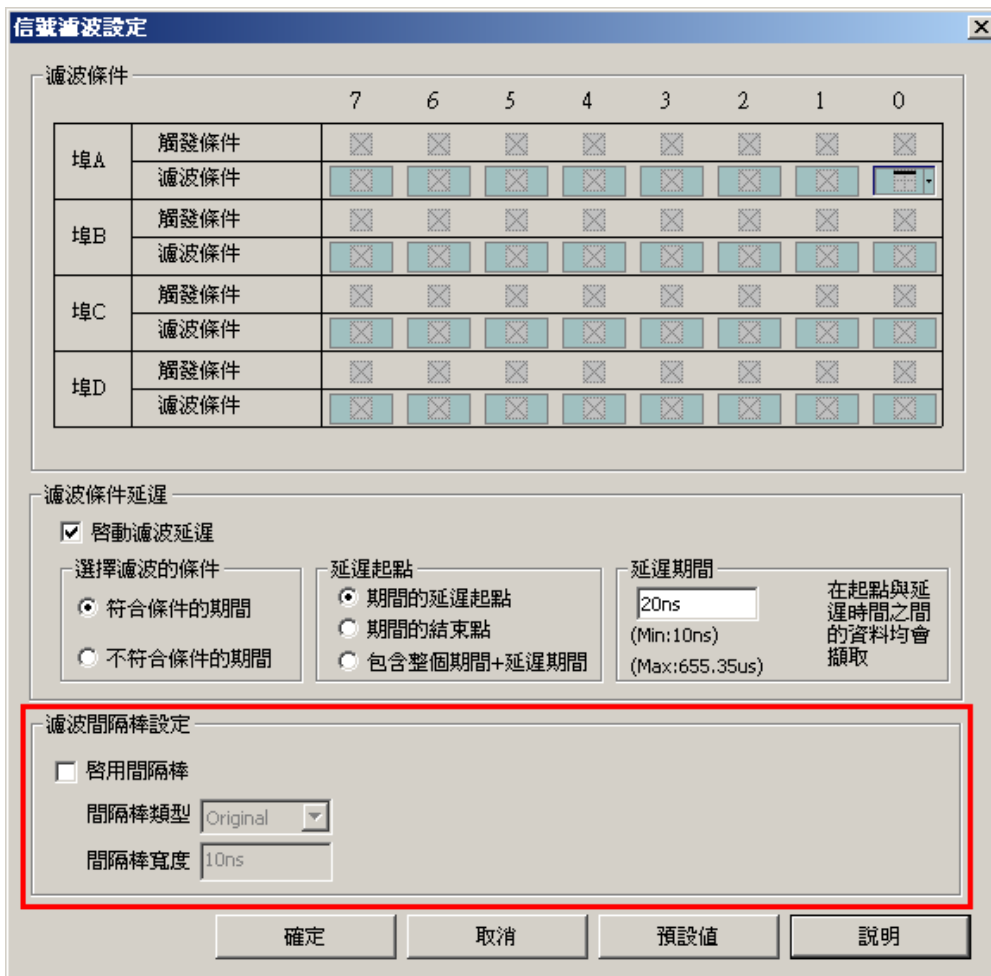 信號濾波設定
濾波條件
7 6 5 4 3 2 1 0
埠A
觸發條件
濾波條件
埠B
觸發條件
濾波條件
埠C
觸發條件
濾波條件
埠D
觸發條件
濾波條件
濾波條件延遲
啓動濾波延遲
選擇濾波的條件
符合條件的期間
不符合條件的期間
延遲起點
期間的延遲起點
期間的結束點
包含整個期間+延遲期間
延遲期間
20ns
(Min:10ns)
(Max:655.35us)
在起點與延
遲時間之間
的資料均會
擷取
濾波間隔棒設定
啓用間隔棒
間隔棒類型 Original
間隔棒寬度 10ns
確定 取消 預設値 說明